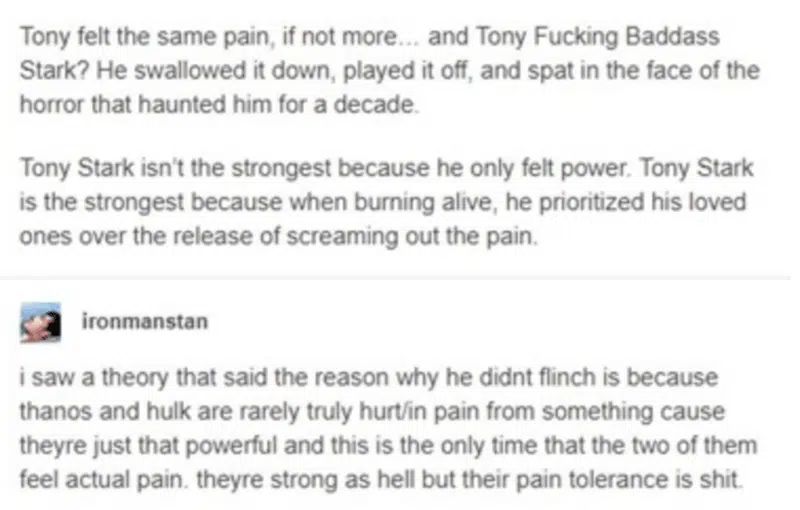 Tony felt the same pain, if not more... and Tony Fucking Baddass
Stark? He swallowed it down, played it off, and spat in the face of the
horror that haunted him for a decade.
Tony Stark isn't the strongest because he only felt power. Tony Stark
is the strongest because when burning alive, he prioritized his loved
ones over the release of screaming out the pain.
ironmanstan
i saw a theory that said the reason why he didnt flinch is because
thanos and hulk are rarely truly hurt/in pain from something cause
theyre just that powerful and this is the only time that the two of them
feel actual pain. theyre strong as hell but their pain tolerance is shit.